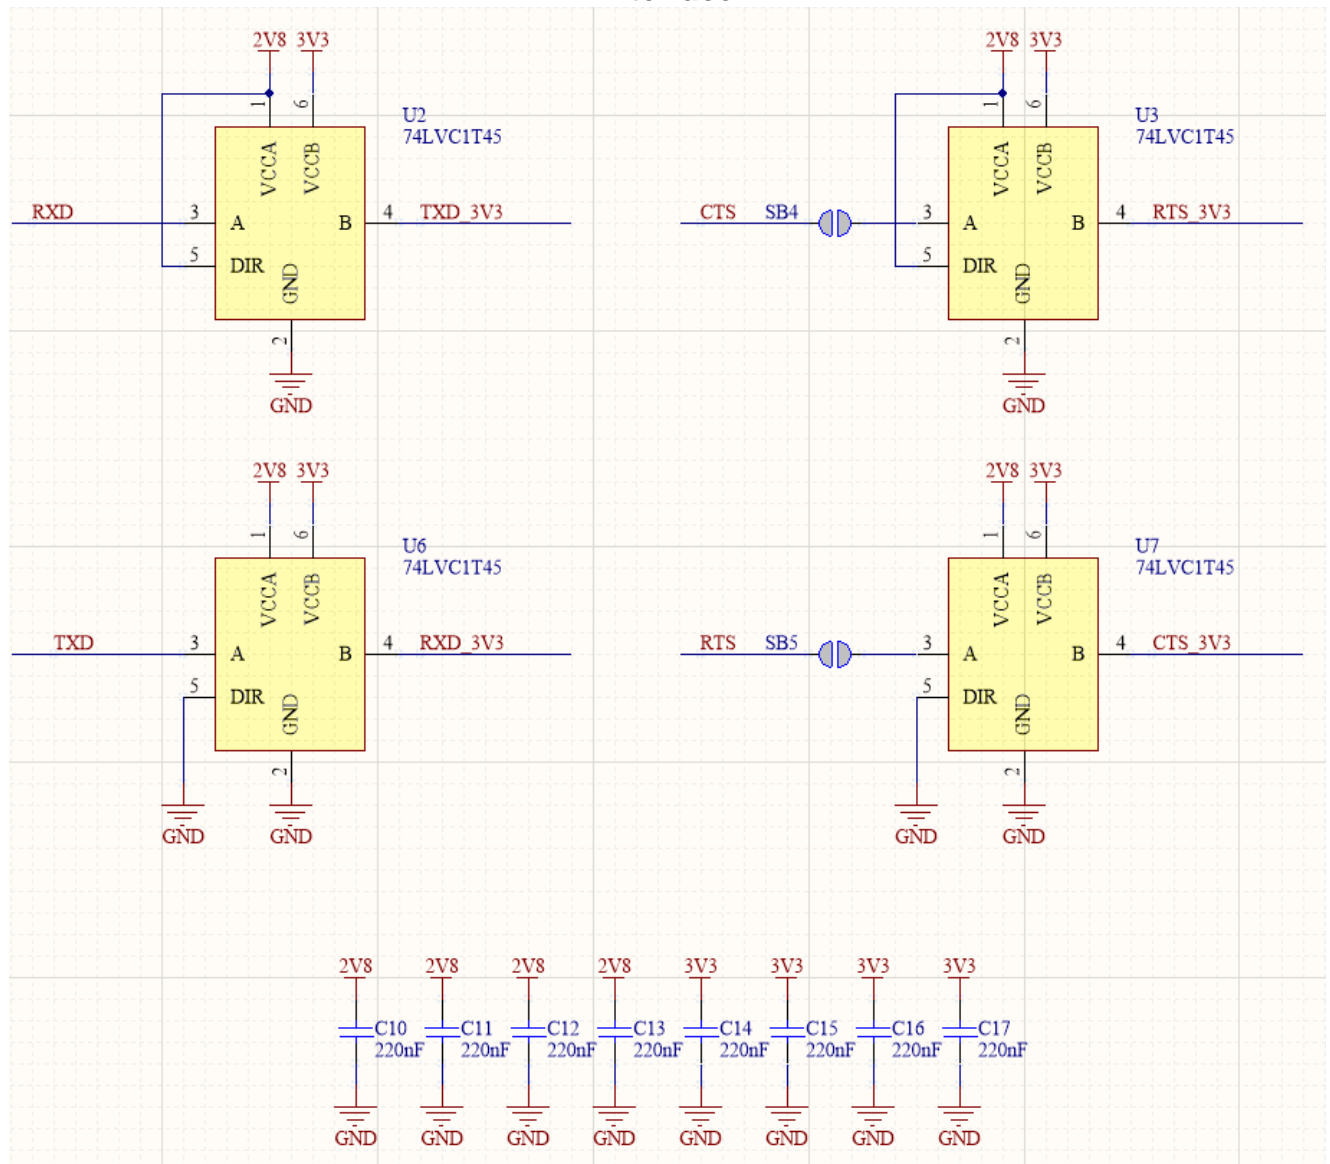 2V8 3V3
1 6
U2
74LVC1T45
VCCA VCCB
RXD 3 A B 4 TXD_3V3
5 DIR
GND
2
GND
2V8 3V3
1 6
U3
74LVC1T45
VCCA VCCB
CTS SB4 3 A B 4 RTS_3V3
5 DIR
GND
2
GND
2V8 3V3
1 6
U6
74LVC1T45
VCCA VCCB
TXD 3 A B 4 RXD_3V3
5 DIR
GND
2
GND GND
2V8 3V3
1 6
U7
74LVC1T45
VCCA VCCB
RTS SB5 3 A B 4 CTS_3V3
5 DIR
GND
2
GND GND
2V8 2V8 2V8 2V8 3V3 3V3 3V3 3V3
C10 C11 C12 C13 C14 C15 C16 C17
220nF 220nF 220nF 220nF 220nF 220nF 220nF 220nF
GND GND GND GND GND GND GND GND